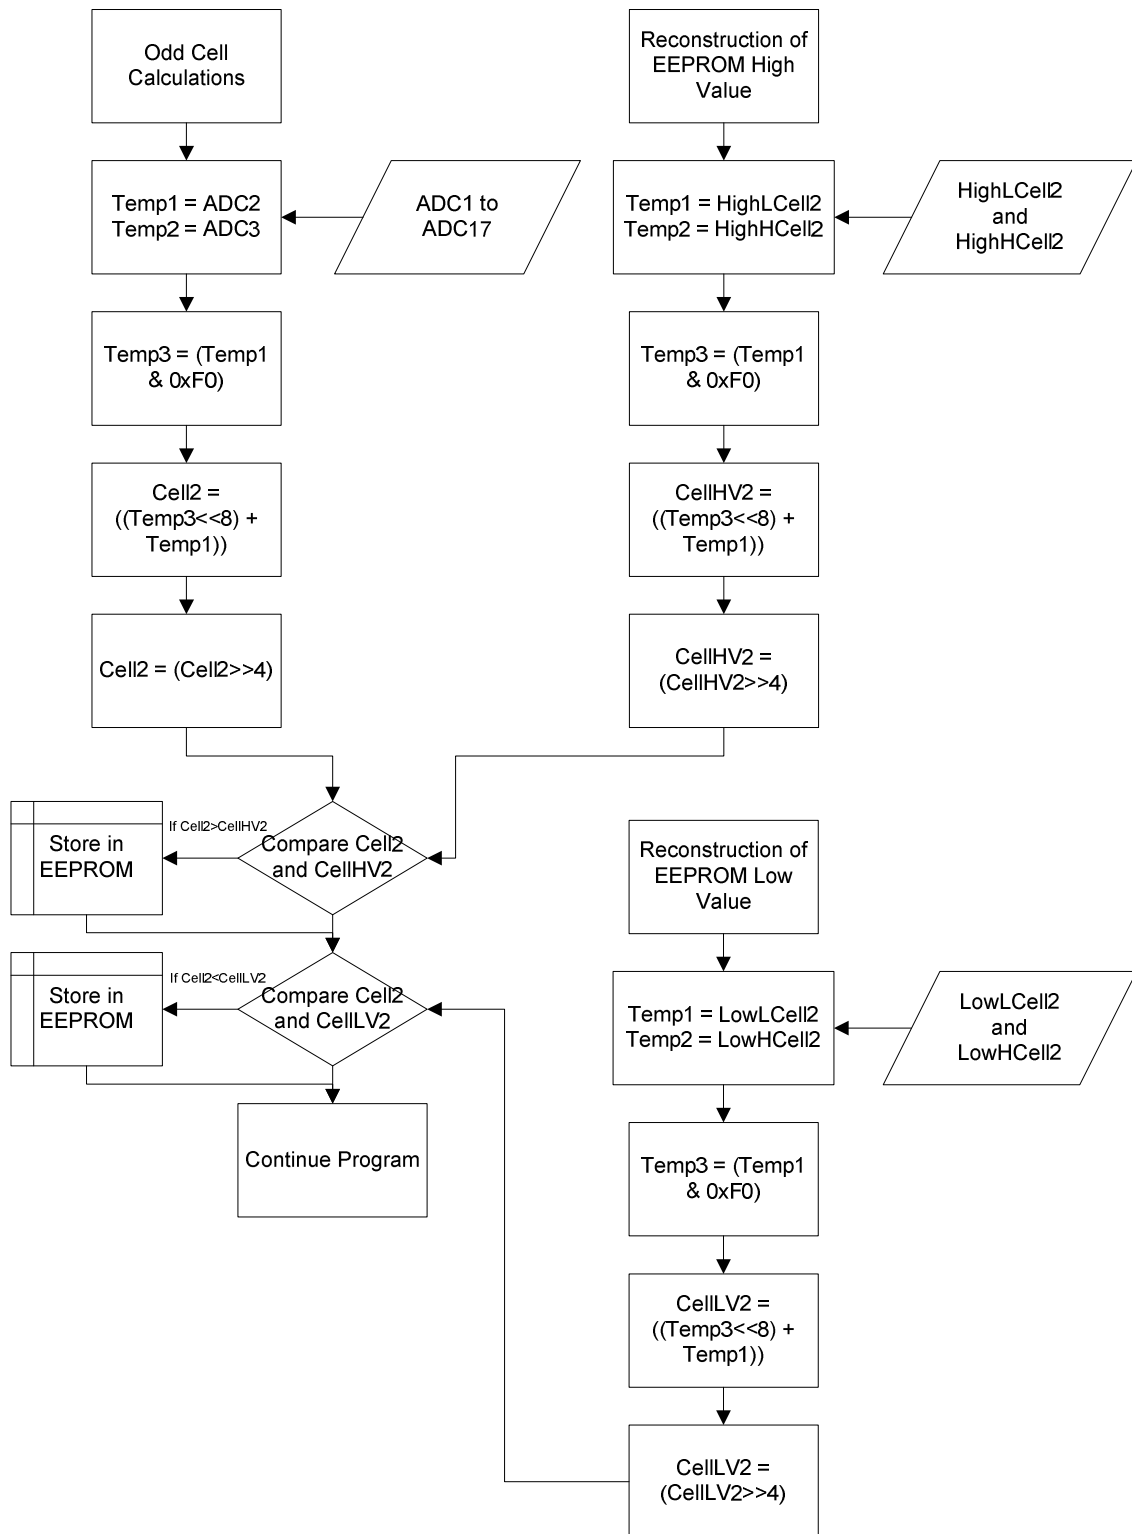 Odd Cell
Calculations
Reconstruction of
EEPROM High
Value
Temp1 = ADC2
Temp2 = ADC3
ADC1 to
ADC17
Temp1 = HighLCell2
Temp2 = HighHCell2
HighLCell2
and
HighHCell2
Temp3 = (Temp1
& 0xF0)
Temp3 = (Temp1
& 0xF0)
Cell2 =
((Temp3<<8) +
Temp1))
CellHV2 =
((Temp3<<8) +
Temp1))
Cell2 = (Cell2>>4)
CellHV2 =
(CellHV2>>4)
Store in
EEPROM
If Cell2>CellHV2
Compare Cell2
and CellHV2
Reconstruction of
EEPROM Low
Value
Store in
EEPROM
If Cell2<CellLV2
Compare Cell2
and CellLV2
Temp1 = LowLCell2
Temp2 = LowHCell2
LowLCell2
and
LowHCell2
Continue Program
Temp3 = (Temp1
& 0xF0)
CellLV2 =
((Temp3<<8) +
Temp1))
CellLV2 =
(CellLV2>>4)